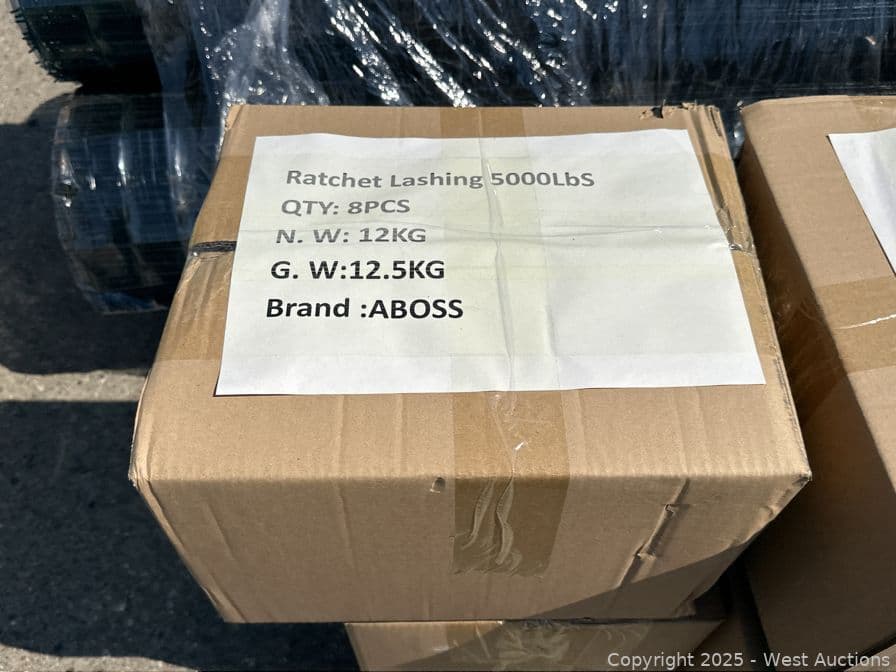 Ratchet Lashing 5000LbS
QTY: 8PCS
N. W: 12KG
G. W:12.5KG
Brand :ABOSS
Copyright 2025 - West Auctions